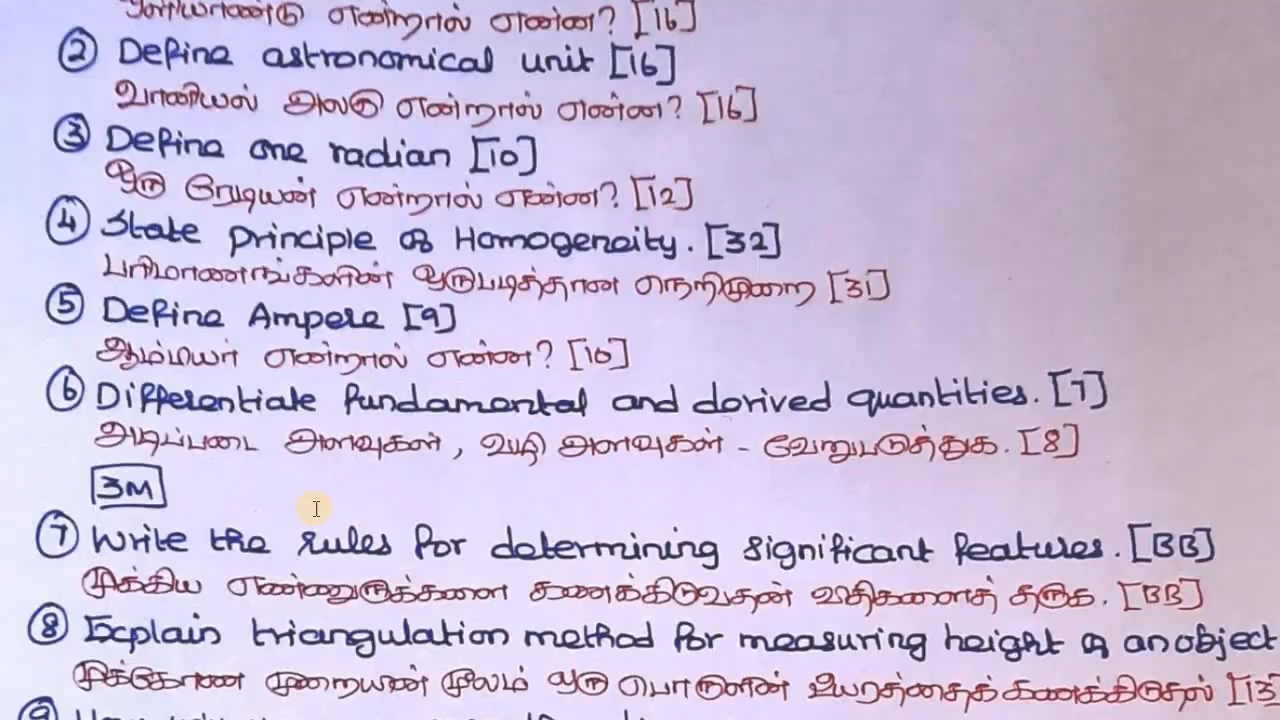 என்றால் என்ன? [16]
② Define astronomical unit [16]
வானியல் அலகு என்றால் என்ன? [16]
③ Define one radian [10]
ஒரு ரேடியன் என்றால் என்ன? [12]
④ State principle of Homogeneity. [32]
பரிமாணங்களின் ஒருபடித்தான நெறிமுறை [31]
⑤ Define Ampere [9]
ஆம்பியர் என்றால் என்ன? [10]
⑥ Differentiate fundamental and derived quantities. [7]
அடிப்படை அளவுகள், வழி அளவுகள் - வேறுபடுத்துக. [8]
3M
⑦ Write the rules for determining significant features. [BB]
முக்கிய எண்ணுருக்களை கணக்கிடுவதன் விதிகளைத் தருக. [BB]
⑧ Explain triangulation method for measuring height of an object
முக்கோண முறையின் மூலம் ஒரு பொருளின் உயரத்தைக் கணக்கிடுதல் [13
⑨